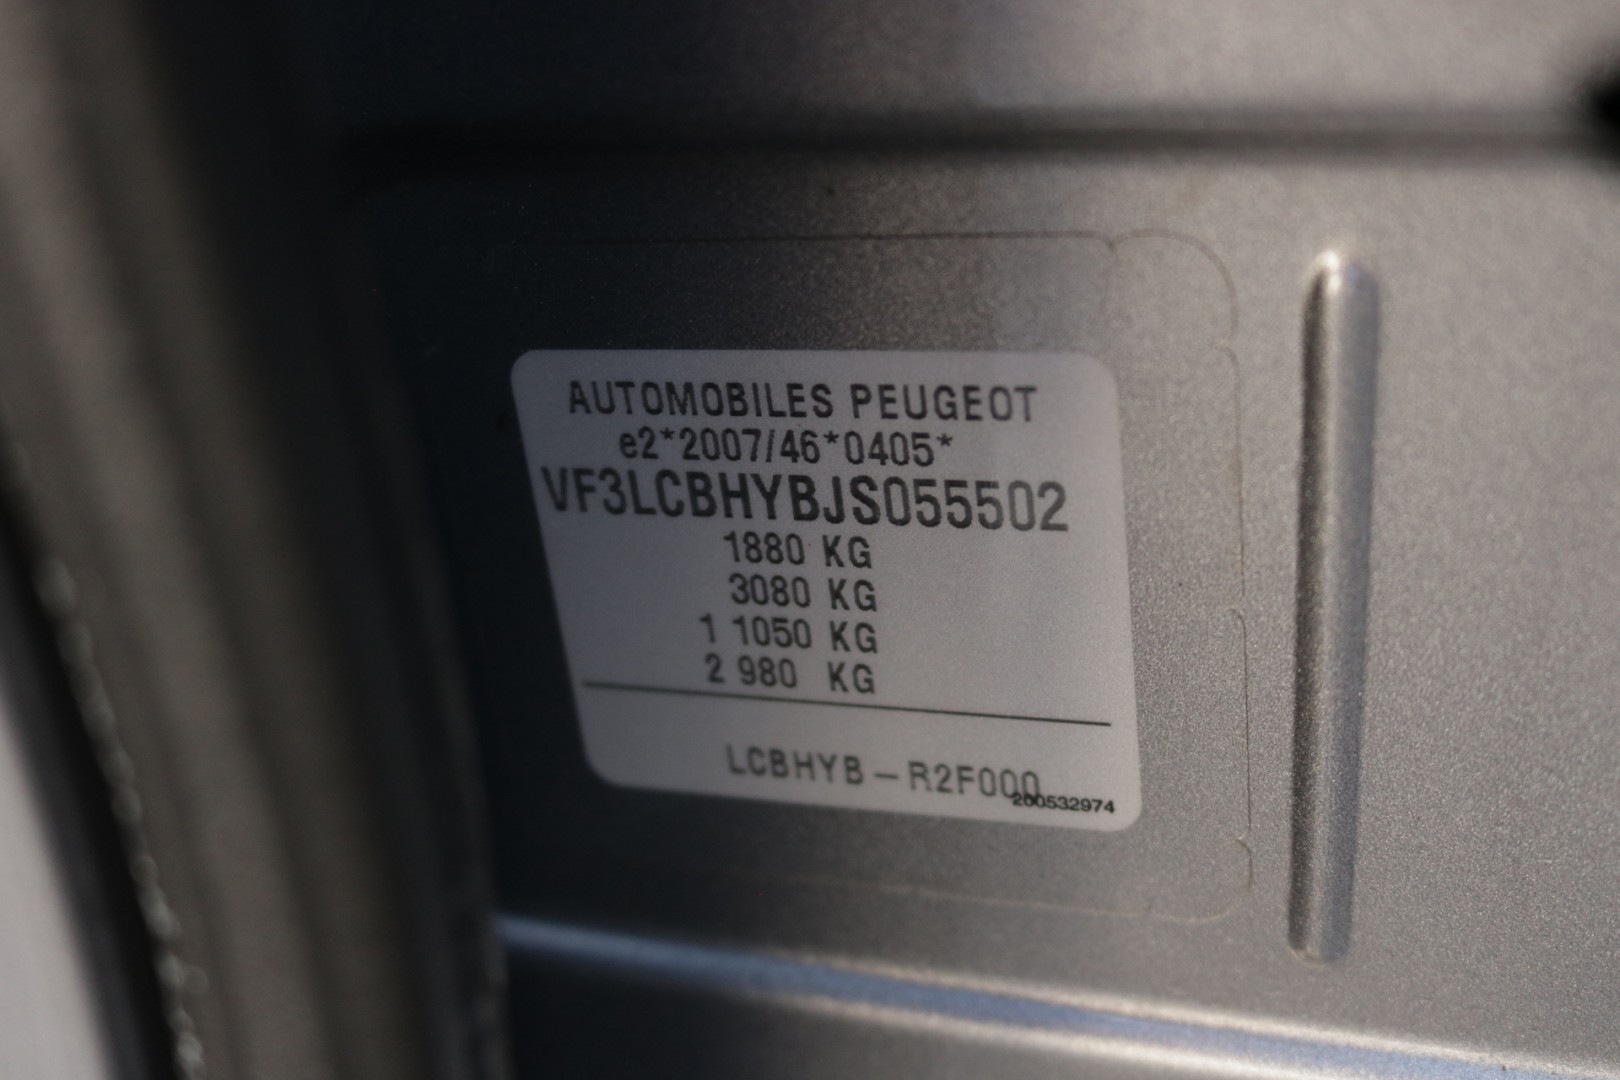 AUTOMOBILES PEUGEOT
e2*2007/46*0405*
VF3LCBHYBJS055502
1880 KG
3080 KG
1 1050 KG
2 980 KG
LCBHYB – R2F000
200532974